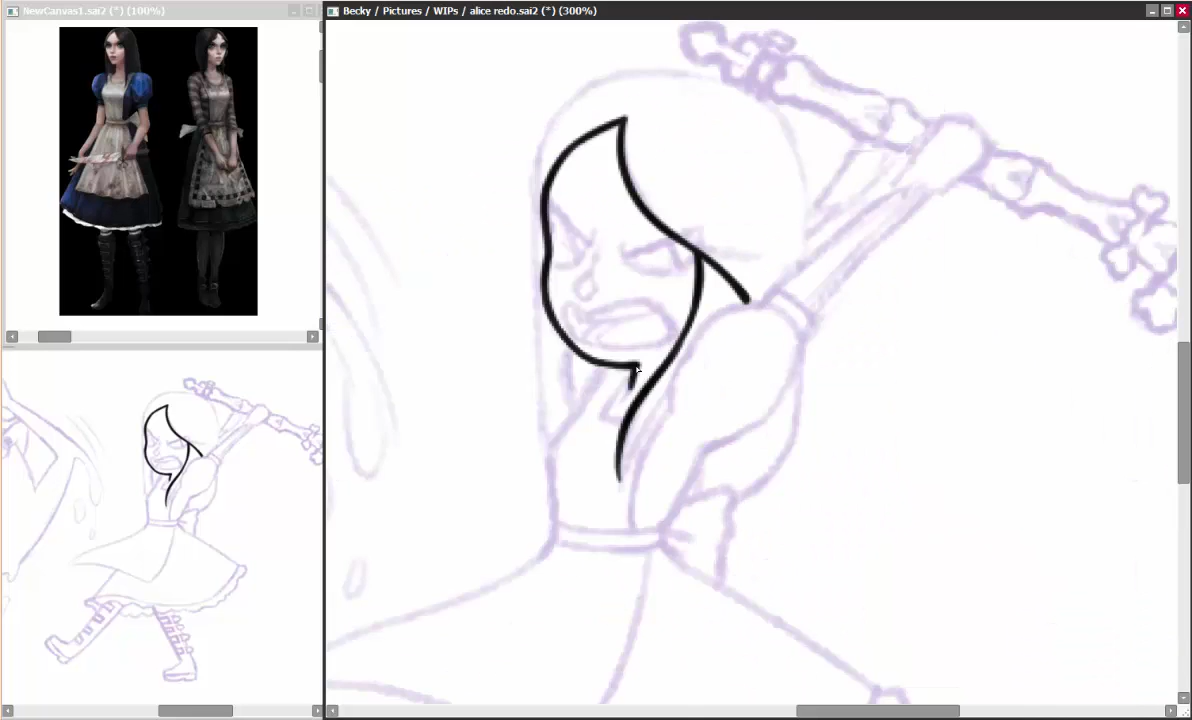 NewCanvas1.sai2 (*) (100%)
Becky / Pictures / WIPs / alice redo.sai2 (*) (300%)